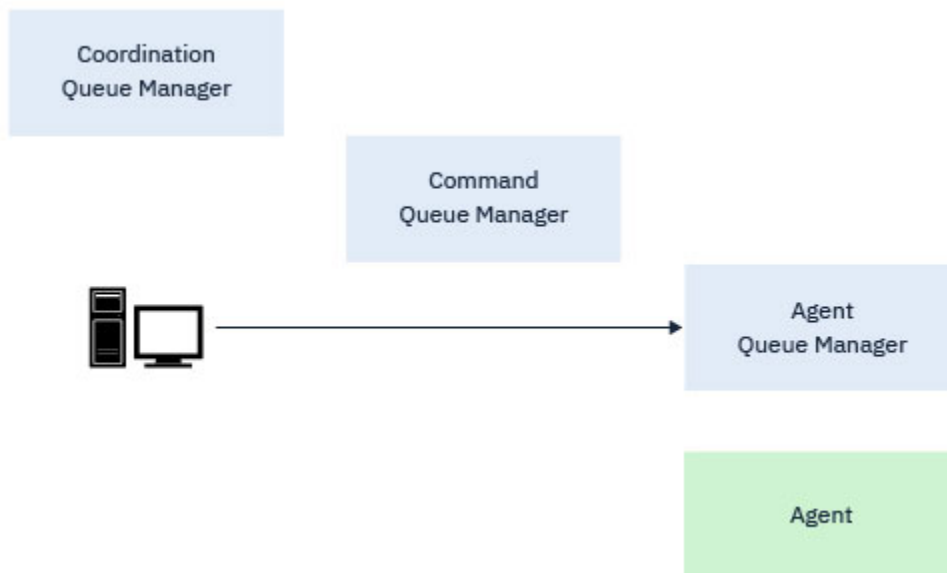 Coordination
Queue Manager
Command
Queue Manager
Agent
Queue Manager
Agent